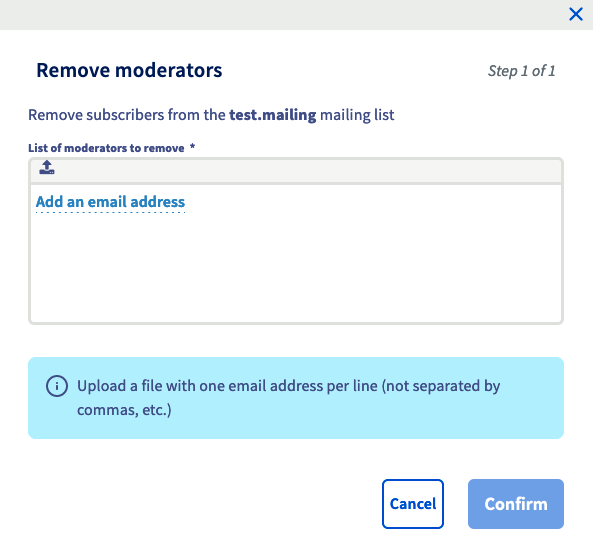 Remove moderators
Step 1 of 1
Remove subscribers from the test.mailing mailing list
List of moderators to remove *
Add an email address
Upload a file with one email address per line (not separated by
commas, etc.)
Cancel
Confirm